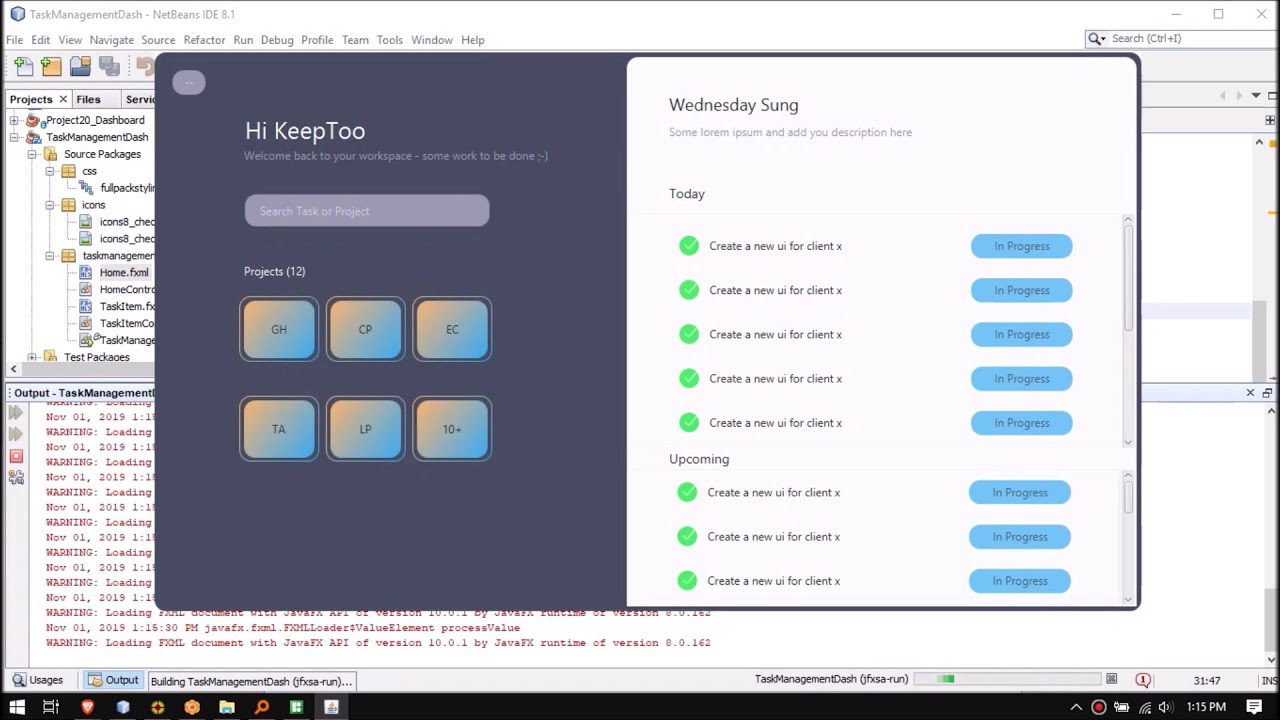 TaskManagementDash - NetBeans IDE 8.1
File Edit View Navigate Source Refactor Run Debug Profile Team Tools Window Help
Search (Ctrl+I)
Projects Files Servic
Project20_Dashboard
TaskManagementDash
Source Packages
css
fullpackstylin
icons
icons8_chec
icons8_chec
taskmanagemen
Home.fxml
HomeContro
TaskItem.fx
TaskItemCo
TaskManage
Test Packages
--
Hi KeepToo
Welcome back to your workspace - some work to be done ;-)
Search Task or Project
Projects (12)
GH CP EC
TA LP 10+
Wednesday Sung
Some lorem ipsum and add you description here
Today
Create a new ui for client x In Progress
Create a new ui for client x In Progress
Create a new ui for client x In Progress
Create a new ui for client x In Progress
Create a new ui for client x In Progress
Upcoming
Create a new ui for client x In Progress
Create a new ui for client x In Progress
Create a new ui for client x In Progress
Output - TaskManagementD
WARNING: Loading
Nov 01, 2019 1:15
WARNING: Loading
Nov 01, 2019 1:15
WARNING: Loading
Nov 01, 2019 1:15
WARNING: Loading
Nov 01, 2019 1:15
WARNING: Loading
Nov 01, 2019 1:15
WARNING: Loading
Nov 01, 2019 1:15
WARNING: Loading
Nov 01, 2019 1:15
WARNING: Loading FXML document with JavaFX API of version 10.0.1 by JavaFX runtime of version 8.0.162
Nov 01, 2019 1:15:30 PM javafx.fxml.FXMLLoader$ValueElement processValue
WARNING: Loading FXML document with JavaFX API of version 10.0.1 by JavaFX runtime of version 8.0.162
Usages Output Building TaskManagementDash (jfxsa-run)... TaskManagementDash (jfxsa-run) 1 31:47 INS
1:15 PM